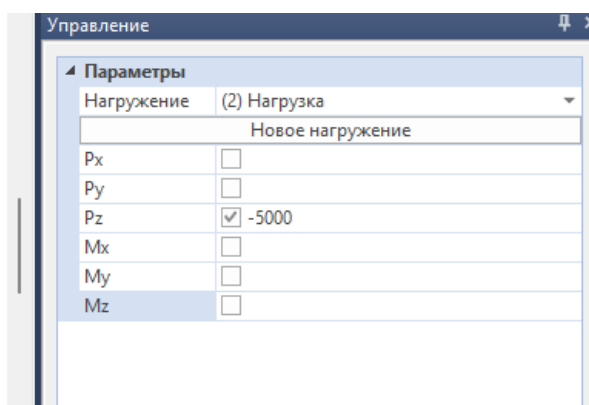 Управление
Параметры
Нагружение (2) Нагрузка
Новое нагружение
Px
Py
Pz -5000
Mx
My
Mz